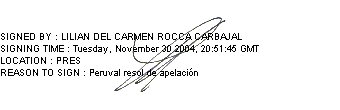 SIGNED BY : LILIAN DEL CARMEN ROCCA CARBAJAL
SIGNING TIME : Tuesday, November 30 2004, 20:51:45 GMT
LOCATION : PRES
REASON TO SIGN : Peruval resol de apelación